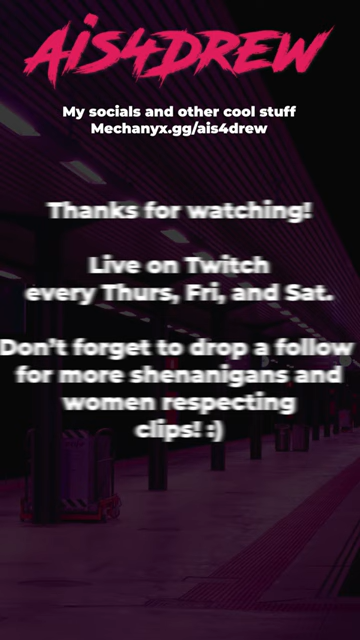 AiS4DREW
My socials and other cool stuff
Mechanyx.gg/ais4drew
Thanks for watching!
Live on Twitch
every Thurs, Fri, and Sat.
Don't forget to drop a follow
for more shenanigans and
women respecting
clips! :)